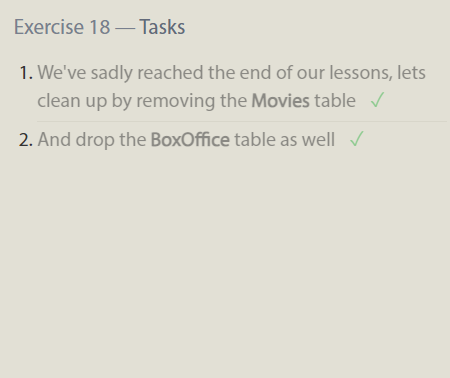 Exercise 18 — Tasks
1. We've sadly reached the end of our lessons, lets
clean up by removing the Movies table ✓
2. And drop the BoxOffice table as well ✓